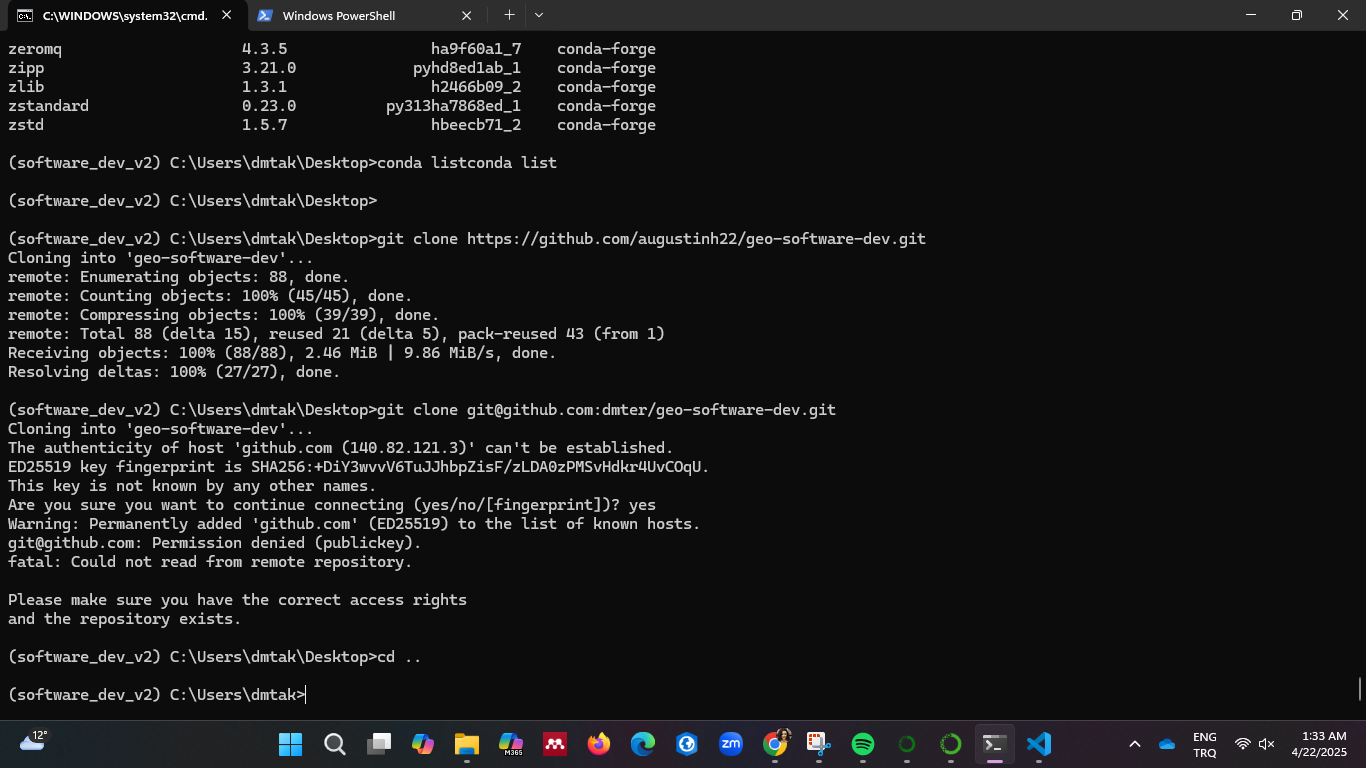 C:\WINDOWS\system32\cmd.
Windows PowerShell
zeromq 4.3.5 ha9f60a1_7 conda-forge
zipp 3.21.0 pyhd8ed1ab_1 conda-forge
zlib 1.3.1 h2466b09_2 conda-forge
zstandard 0.23.0 py313ha7868ed_1 conda-forge
zstd 1.5.7 hbeecb71_2 conda-forge
(software_dev_v2) C:\Users\dmtak\Desktop>conda listconda list
(software_dev_v2) C:\Users\dmtak\Desktop>
(software_dev_v2) C:\Users\dmtak\Desktop>git clone https://github.com/augustinh22/geo-software-dev.git
Cloning into 'geo-software-dev'...
remote: Enumerating objects: 88, done.
remote: Counting objects: 100% (45/45), done.
remote: Compressing objects: 100% (39/39), done.
remote: Total 88 (delta 15), reused 21 (delta 5), pack-reused 43 (from 1)
Receiving objects: 100% (88/88), 2.46 MiB | 9.86 MiB/s, done.
Resolving deltas: 100% (27/27), done.
(software_dev_v2) C:\Users\dmtak\Desktop>git clone git@github.com:dmter/geo-software-dev.git
Cloning into 'geo-software-dev'...
The authenticity of host 'github.com (140.82.121.3)' can't be established.
ED25519 key fingerprint is SHA256:+DiY3wvvV6TuJJhbpZisF/zLDA0zPMSvHdkr4UvCOqU.
This key is not known by any other names.
Are you sure you want to continue connecting (yes/no/[fingerprint])? yes
Warning: Permanently added 'github.com' (ED25519) to the list of known hosts.
git@github.com: Permission denied (publickey).
fatal: Could not read from remote repository.
Please make sure you have the correct access rights
and the repository exists.
(software_dev_v2) C:\Users\dmtak\Desktop>cd ..
(software_dev_v2) C:\Users\dmtak>
12°
M365
zm
ENG
TRQ
1:33 AM
4/22/2025